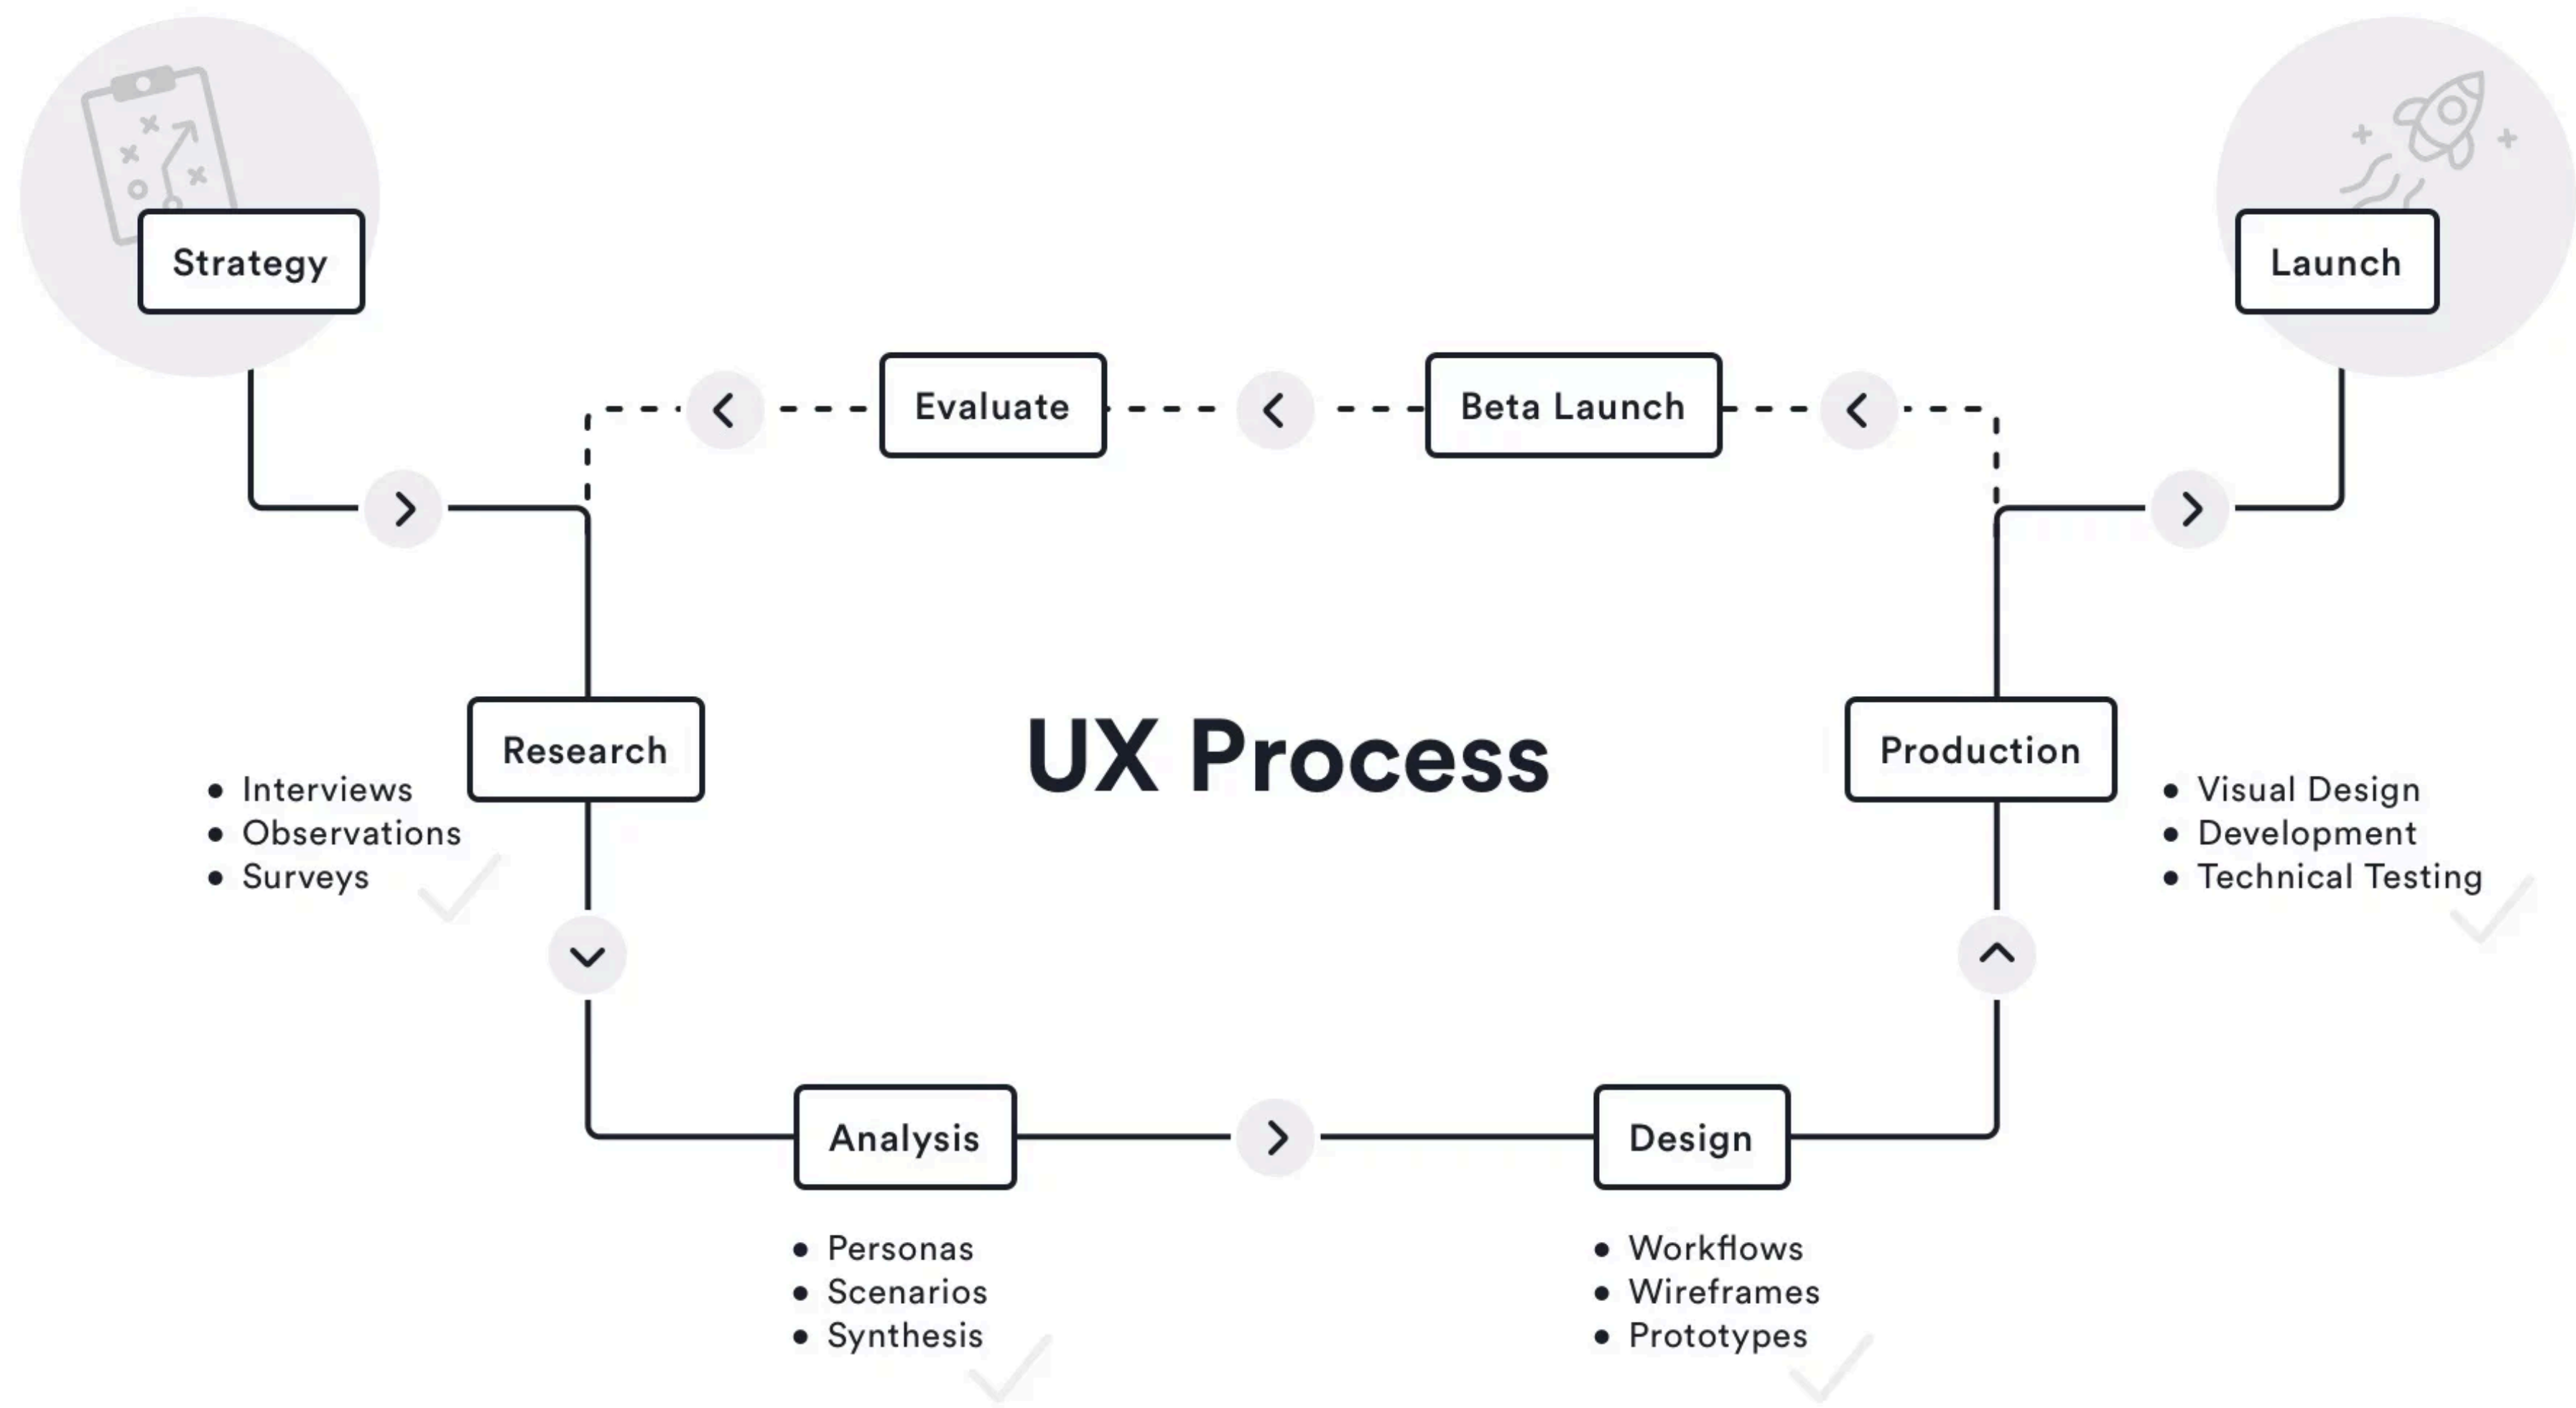 Strategy
Launch
Evaluate
Beta Launch
Research
UX Process
Production
• Interviews
• Observations
• Surveys
• Visual Design
• Development
• Technical Testing
Analysis
Design
• Personas
• Scenarios
• Synthesis
• Workflows
• Wireframes
• Prototypes